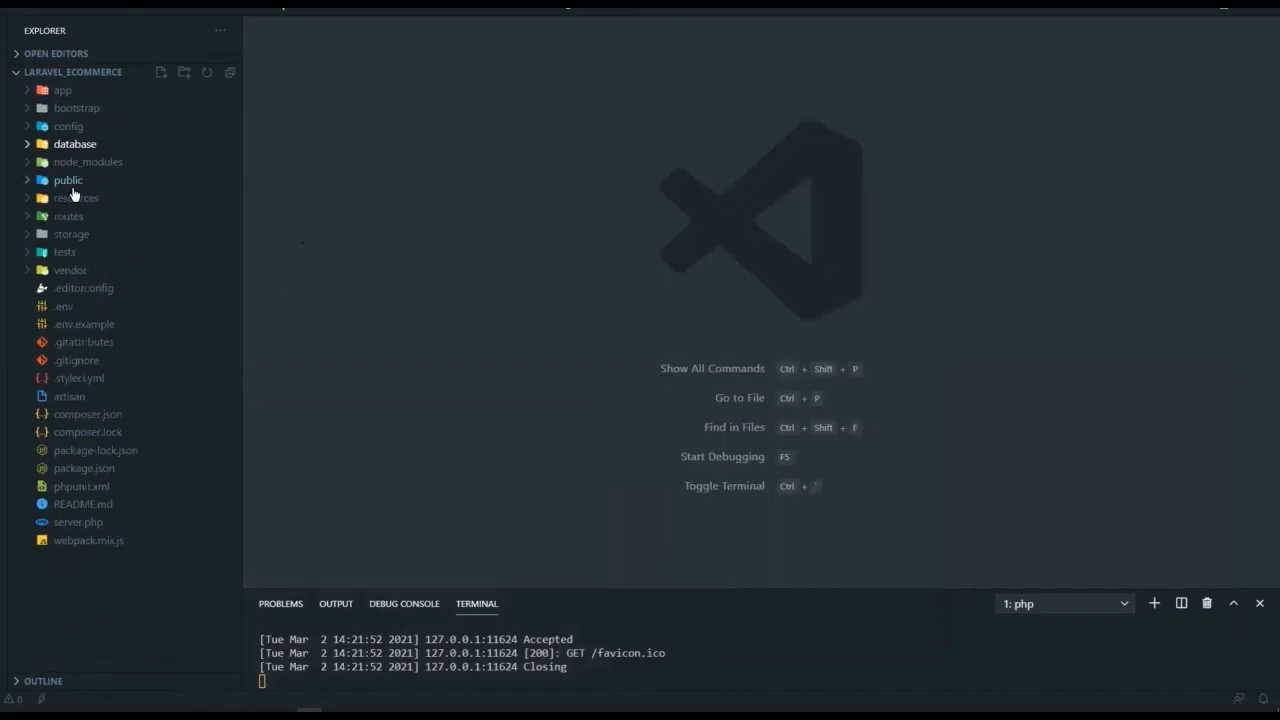 EXPLORER
OPEN EDITORS
LARAVEL_ECOMMERCE
app
bootstrap
config
database
node_modules
public
resources
routes
storage
tests
vendor
.editorconfig
.env
.env.example
.gitattributes
.gitignore
.styleci.yml
artisan
composer.json
composer.lock
package-lock.json
package.json
phpunit.xml
README.md
server.php
webpack.mix.js
OUTLINE
0
Show All Commands Ctrl + Shift + P
Go to File Ctrl + P
Find in Files Ctrl + Shift + F
Start Debugging F5
Toggle Terminal Ctrl + `
PROBLEMS OUTPUT DEBUG CONSOLE TERMINAL 1: php
[Tue Mar  2 14:21:52 2021] 127.0.0.1:11624 Accepted
[Tue Mar  2 14:21:52 2021] 127.0.0.1:11624 [200]: GET /favicon.ico
[Tue Mar  2 14:21:52 2021] 127.0.0.1:11624 Closing